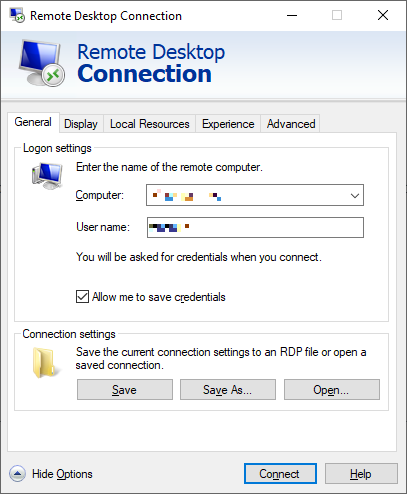 Remote Desktop Connection
Remote Desktop
Connection
General Display Local Resources Experience Advanced
Logon settings
Enter the name of the remote computer.
Computer:
User name:
You will be asked for credentials when you connect.
Allow me to save credentials
Connection settings
Save the current connection settings to an RDP file or open a
saved connection.
Save Save As... Open...
Hide Options Connect Help